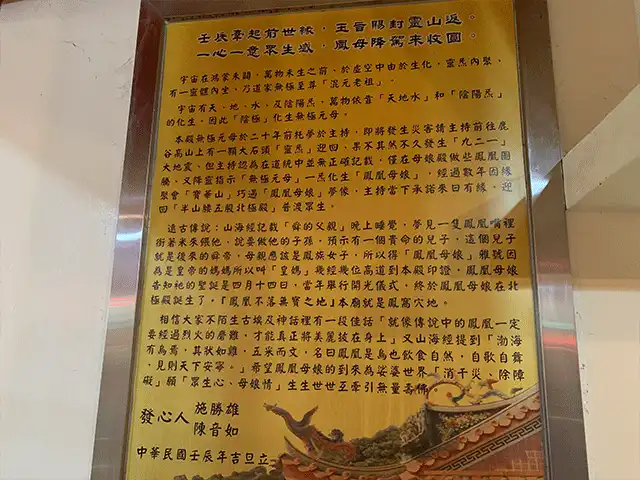 壬辰牽起前世緣，玉旨賜封靈山返。
一心一意眾生感，鳳母降駕來收圓。
宇宙在鴻蒙未闢，萬物未生之前、於虛空中由於生化，靈炁內聚、
有一靈體內生，乃道家無極至尊「混元老祖」。
宇宙有天、地、水，及陰陽炁，萬物依靠「天地水」和「陰陽炁」
的化生，因此「陰極」化生無極元母。
本殿無極元母於二十年前托夢於主持，即將發生災害請主持前往鹿
谷高山上有一顆大石頭「靈炁」迎回、果不其然不久發生「九二一」
大地震、但主持認為在道統中並無正確記載，僅在母娘殿做些鳳凰圖
騰、又降靈指示「無極元母」一炁化生「鳳凰母娘」，經過數年因緣
聚會「寶華山」巧遇「鳳凰母娘」夢像，主持當下承諾來日有緣，迎
回「半山腰五股北極殿」普渡眾生。
遠古傳說：山海經記載「舜的父親」晚上睡覺，夢見一隻鳳凰嘴裡
銜著米來餵他，說要做他的子孫，預示有一個貴命的兒子，這個兒子
就是後來的舜帝，母親應該是鳳族女子，所以得「鳳凰母娘」雅號因
為是皇帝的媽媽所以叫「皇媽」幾經幾位高道到本殿印證，鳳凰母娘
告知祂的聖誕是四月十四日，當年舉行開光儀式，終於鳳凰母娘在北
極殿誕生了，『鳳凰不落無寶之地』本廟就是鳳窩穴地。
相信大家不陌生古埃及神話裡有一段佳話「就像傳說中的鳳凰一定
要經過烈火的磨難，才能真正將美麗披在身上」又山海經提到「渤海
有鳥焉，其狀如雞，五采而文，名曰鳳凰是鳥也飲食自然，自歌自舞
，見則天下安寧。」希望鳳凰母娘的到來為娑婆世界「消千災、除障
礙」願「眾生心、母娘情」生生世世至牽引無量壽佛
發心人 施勝雄
陳音如
中華民國壬辰年吉旦立